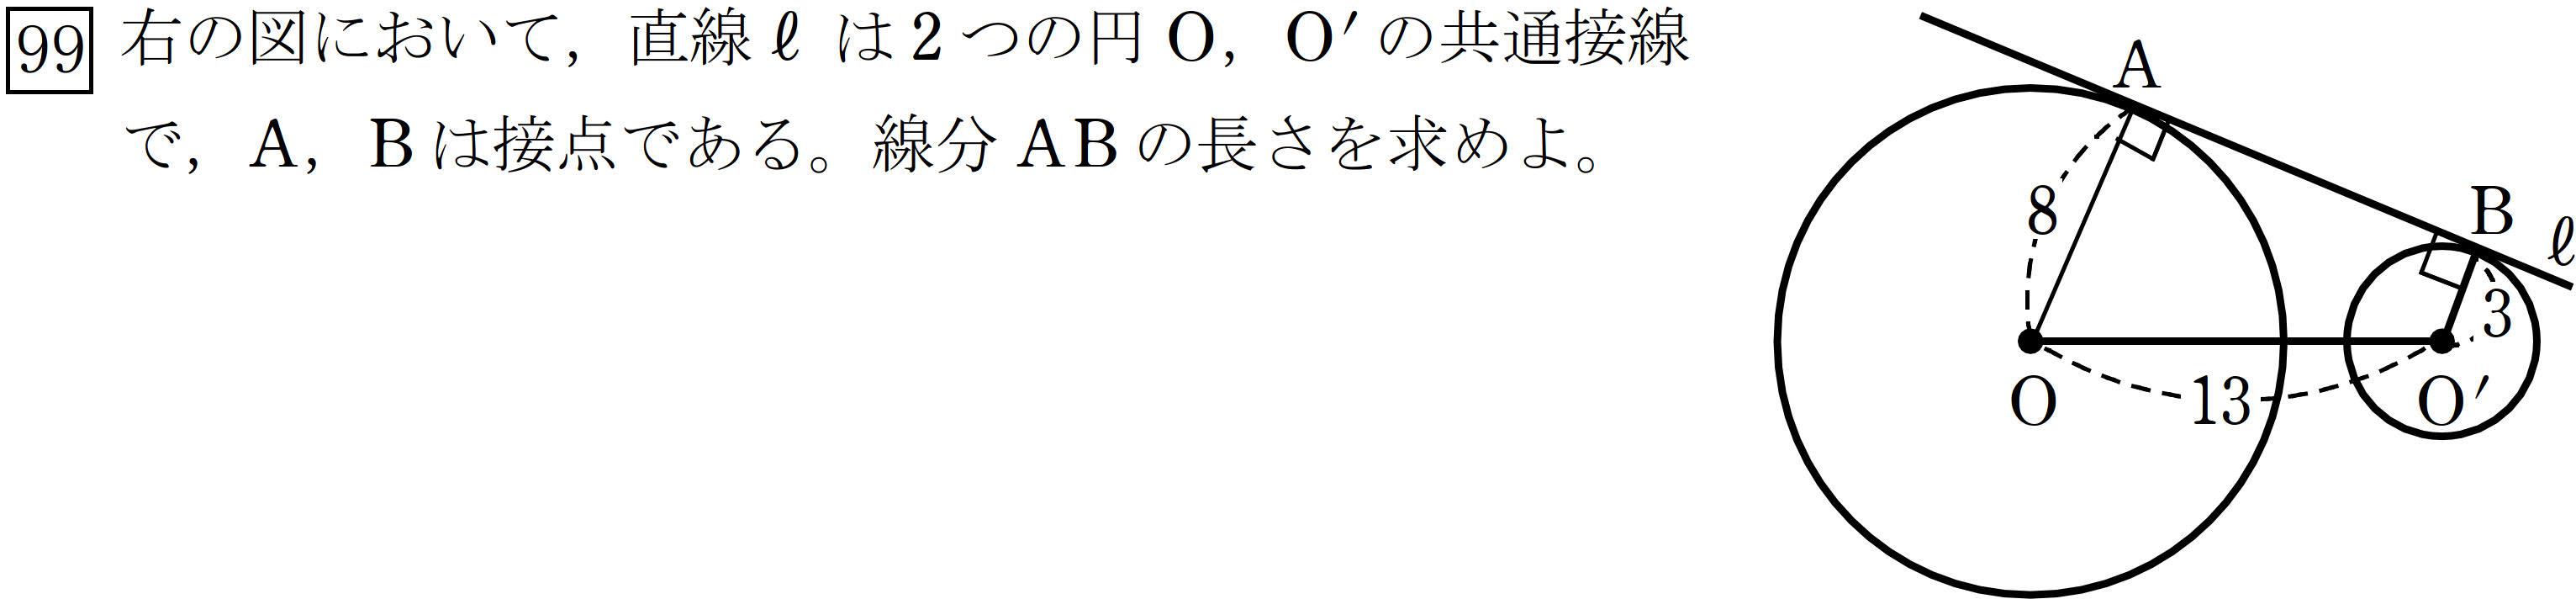 99 右の図において，直線 ℓ は2つの円 O，O′の共通接線
で，A，Bは接点である。線分 AB の長さを求めよ。
A
B
ℓ
8
3
O
13
O′